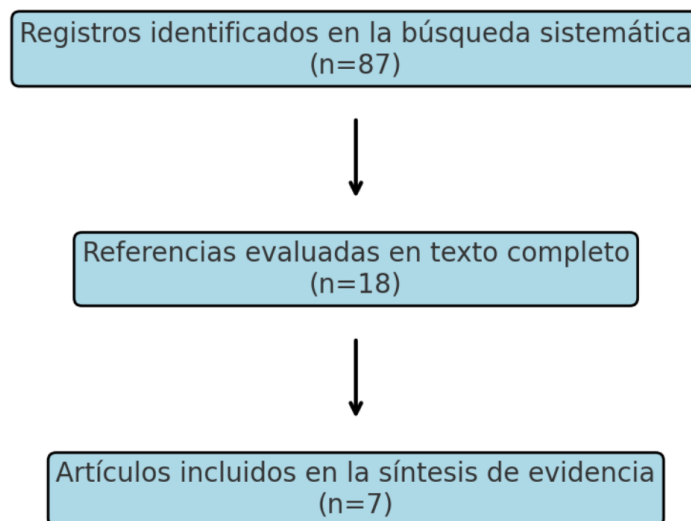 Registros identificados en la búsqueda sistemática
(n=87)
Referencias evaluadas en texto completo
(n=18)
Artículos incluidos en la síntesis de evidencia
(n=7)